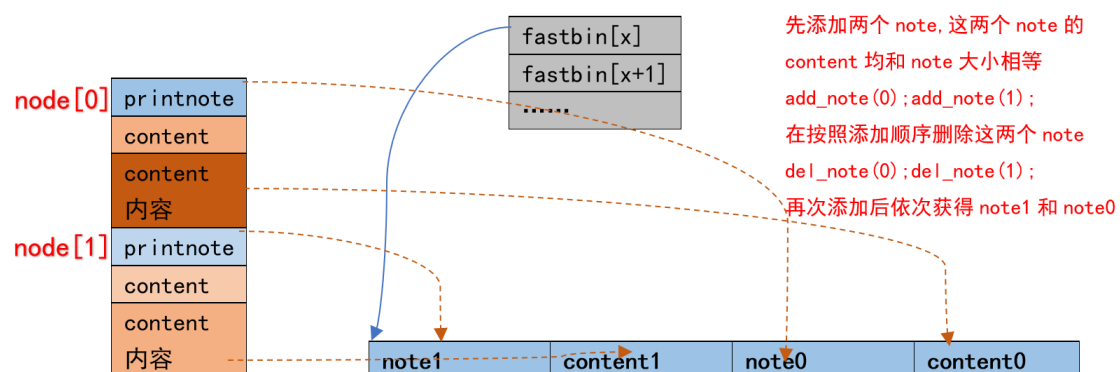 fastbin[x]
fastbin[x+1]
......
先添加两个 note,这两个 note 的
content 均和 note 大小相等
add_note(0);add_note(1);
在按照添加顺序删除这两个 note
del_note(0);del_note(1);
再次添加后依次获得 note1 和 note0
node[0]
printnote
content
content
内容
node[1]
printnote
content
content
内容
note1
content1
note0
content0